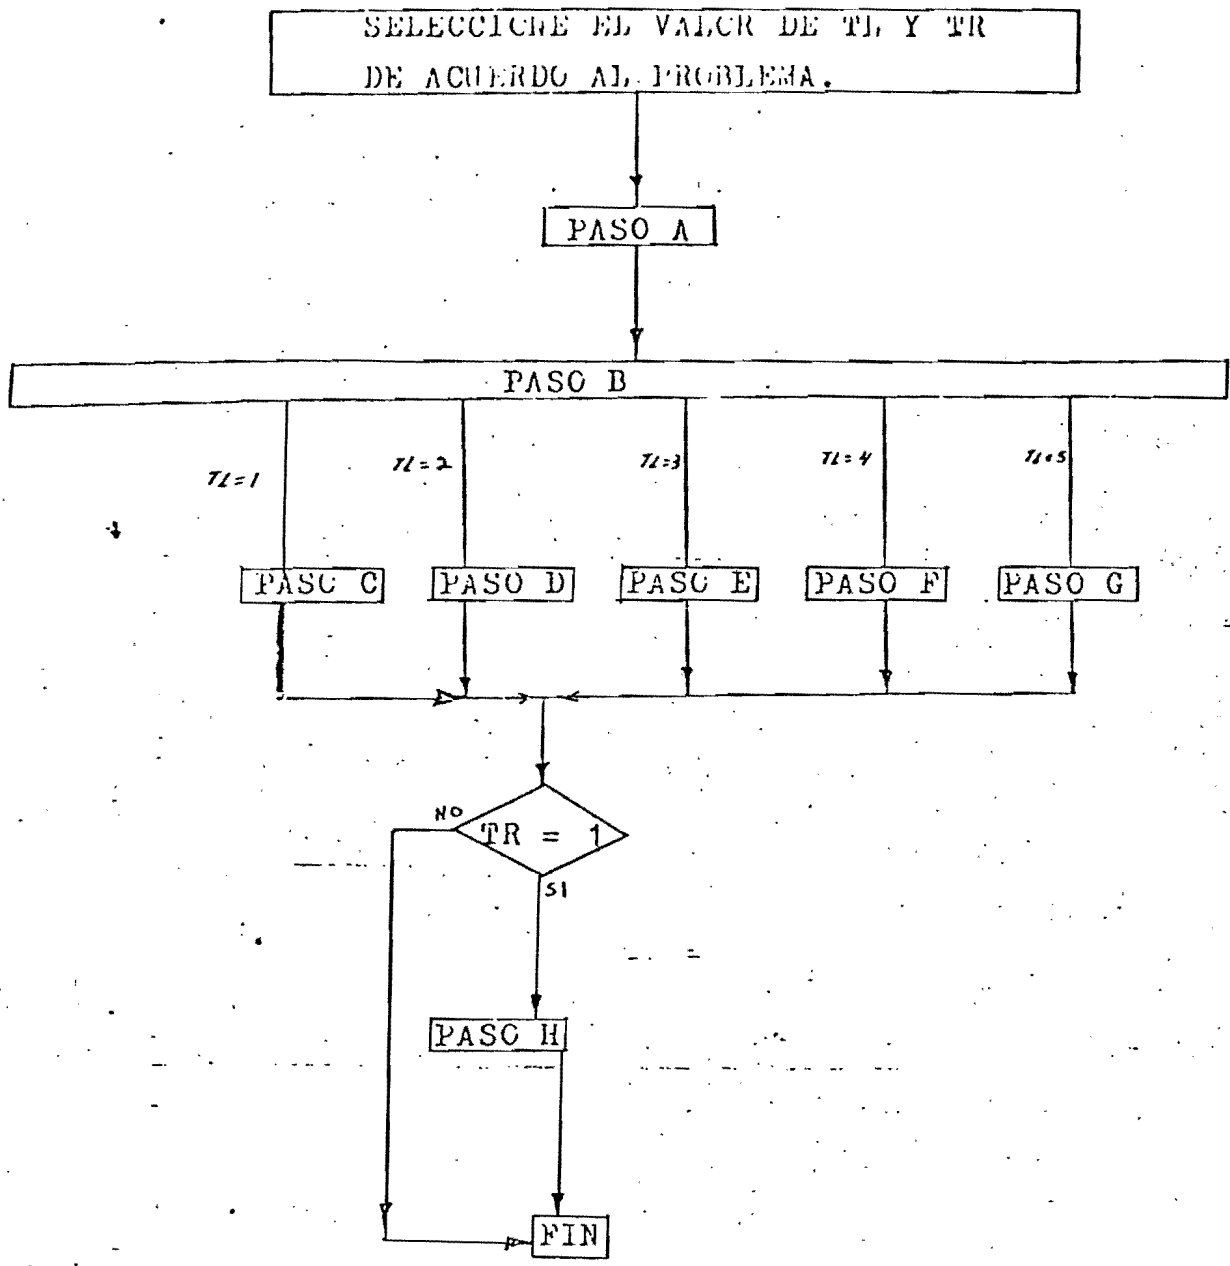 SELECCIONE EL VALOR DE TL Y TR
DE ACUERDO AL PROBLEMA.
PASO A
PASO B
TL=1
TL=2
TL=3
TL=4
TL=5
PASO C
PASO D
PASO E
PASO F
PASO G
NO
TR = 1
SI
PASO H
FIN